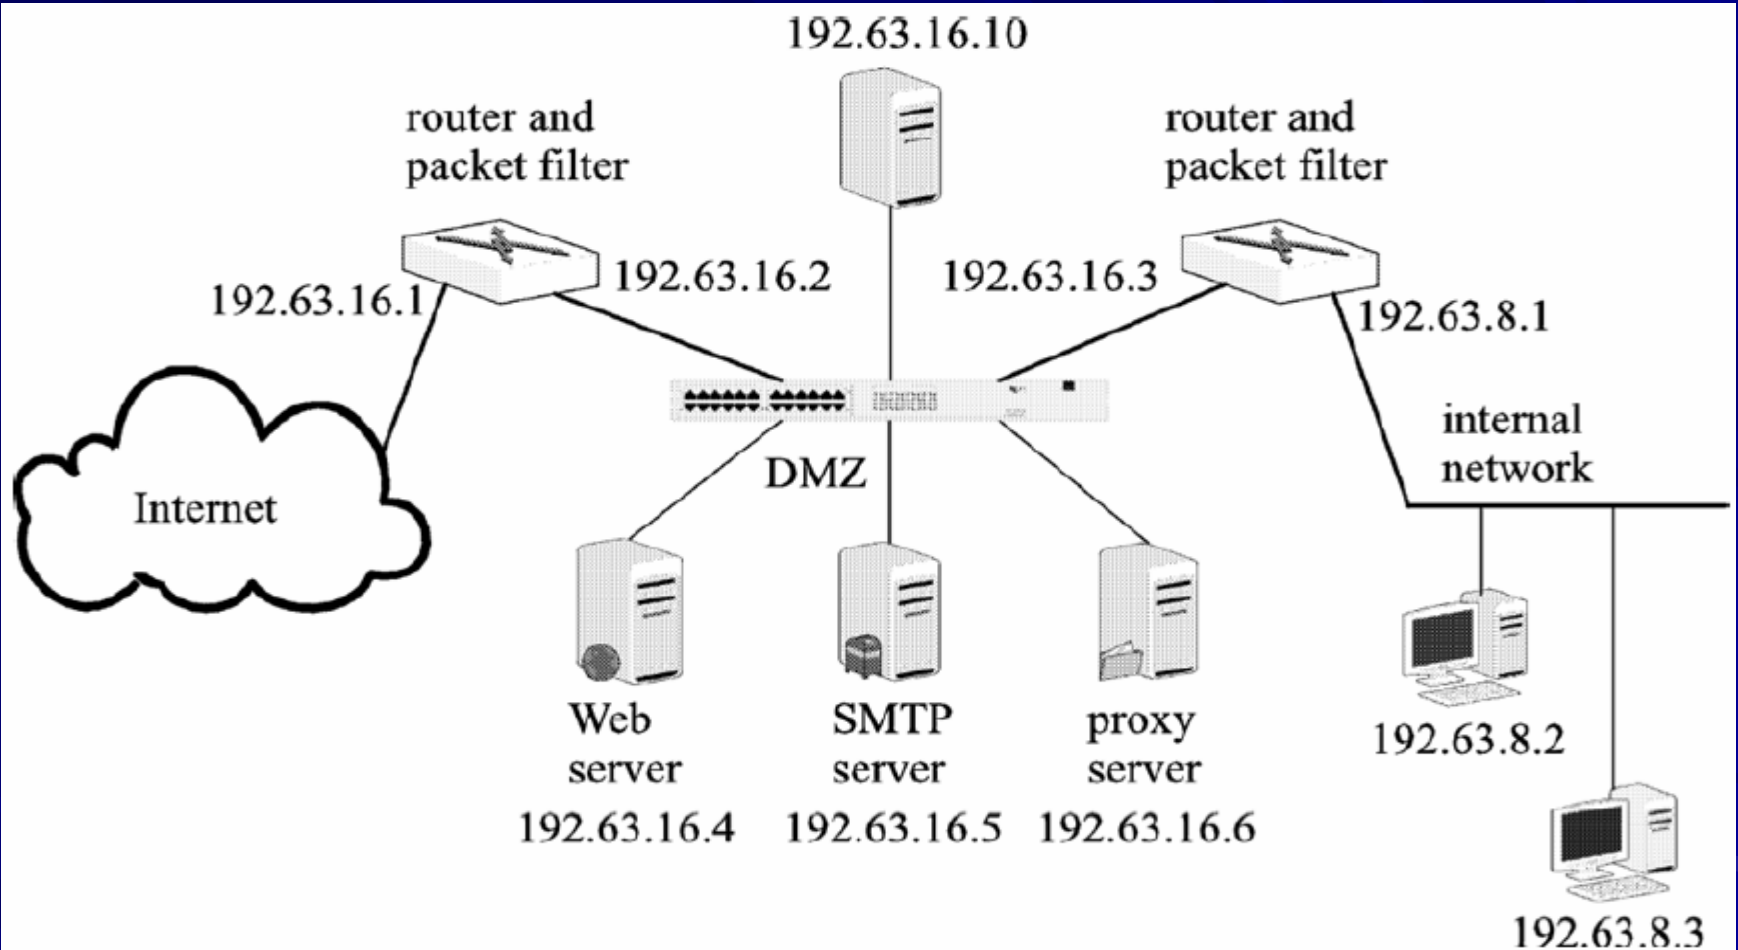 192.63.16.10
router and
packet filter
router and
packet filter
192.63.16.1
192.63.16.2
192.63.16.3
192.63.8.1
internal
network
DMZ
Internet
Web
server
192.63.16.4
SMTP
server
192.63.16.5
proxy
server
192.63.16.6
192.63.8.2
192.63.8.3